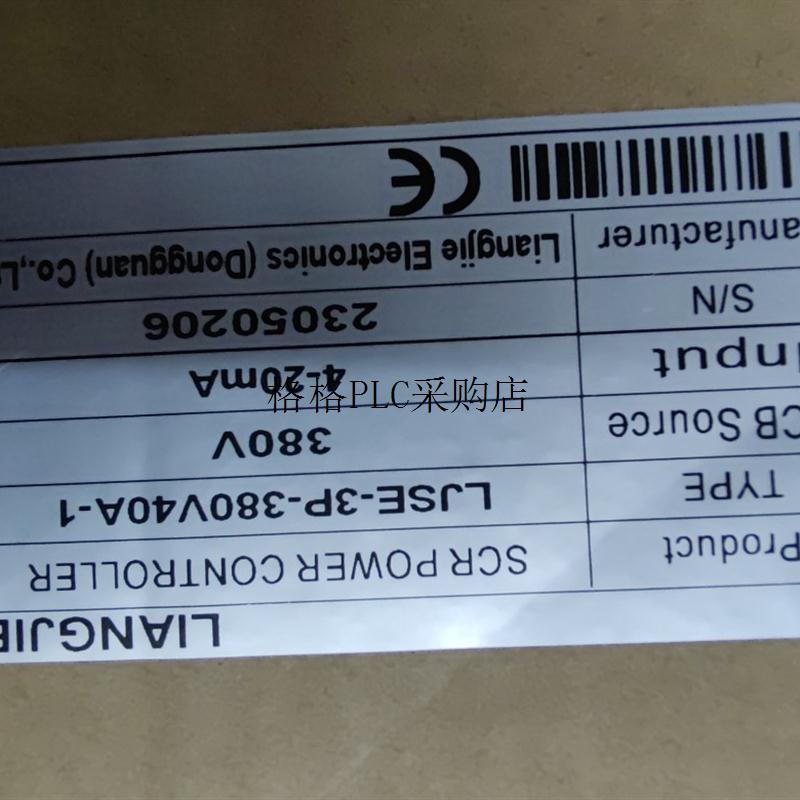 LIANGJIE
Product SCR POWER CONTROLLER
TYPE LJSE-3P-380V40A-1
CB Source 380V
Input 4-20mA
S/N 23050206
anufacturer Liangjie Electronics (Dongguan) Co.,L
CE
格格PLC采购店